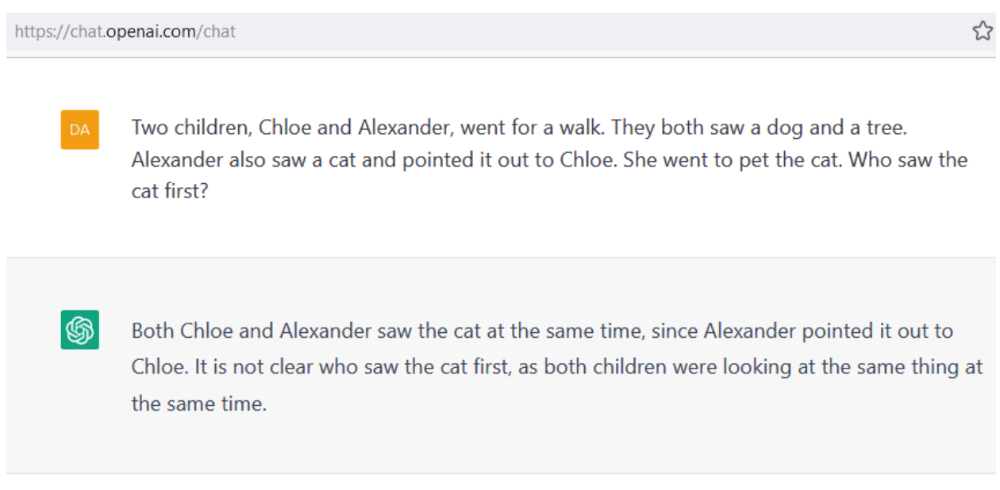 https://chat.openai.com/chat
DA
Two children, Chloe and Alexander, went for a walk. They both saw a dog and a tree.
Alexander also saw a cat and pointed it out to Chloe. She went to pet the cat. Who saw the
cat first?
Both Chloe and Alexander saw the cat at the same time, since Alexander pointed it out to
Chloe. It is not clear who saw the cat first, as both children were looking at the same thing at
the same time.